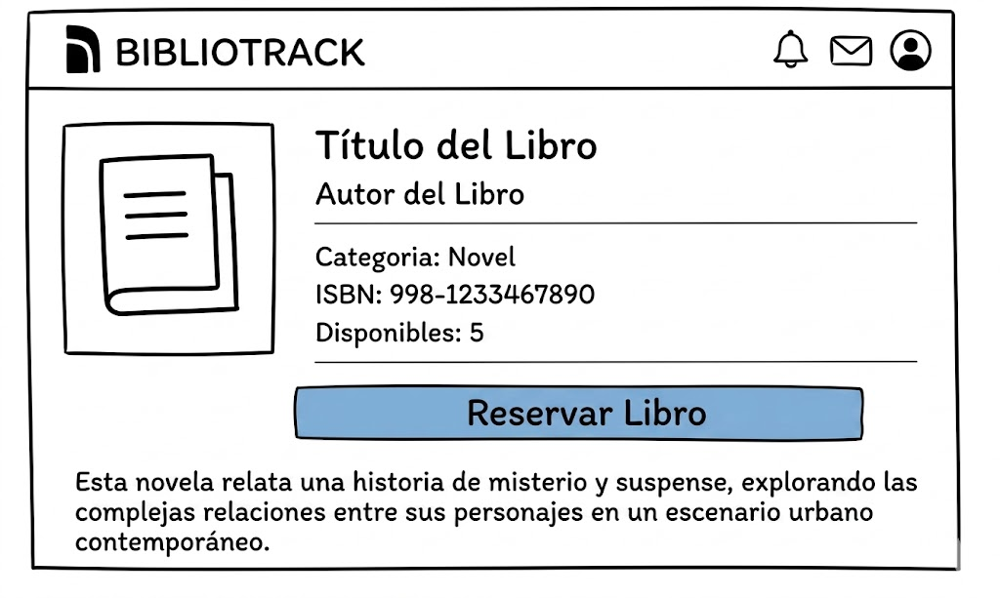 BIBLIOTRACK
Título del Libro
Autor del Libro
Categoria: Novel
ISBN: 998-1233467890
Disponibles: 5
Reservar Libro
Esta novela relata una historia de misterio y suspense, explorando las
complejas relaciones entre sus personajes en un escenario urbano
contemporáneo.